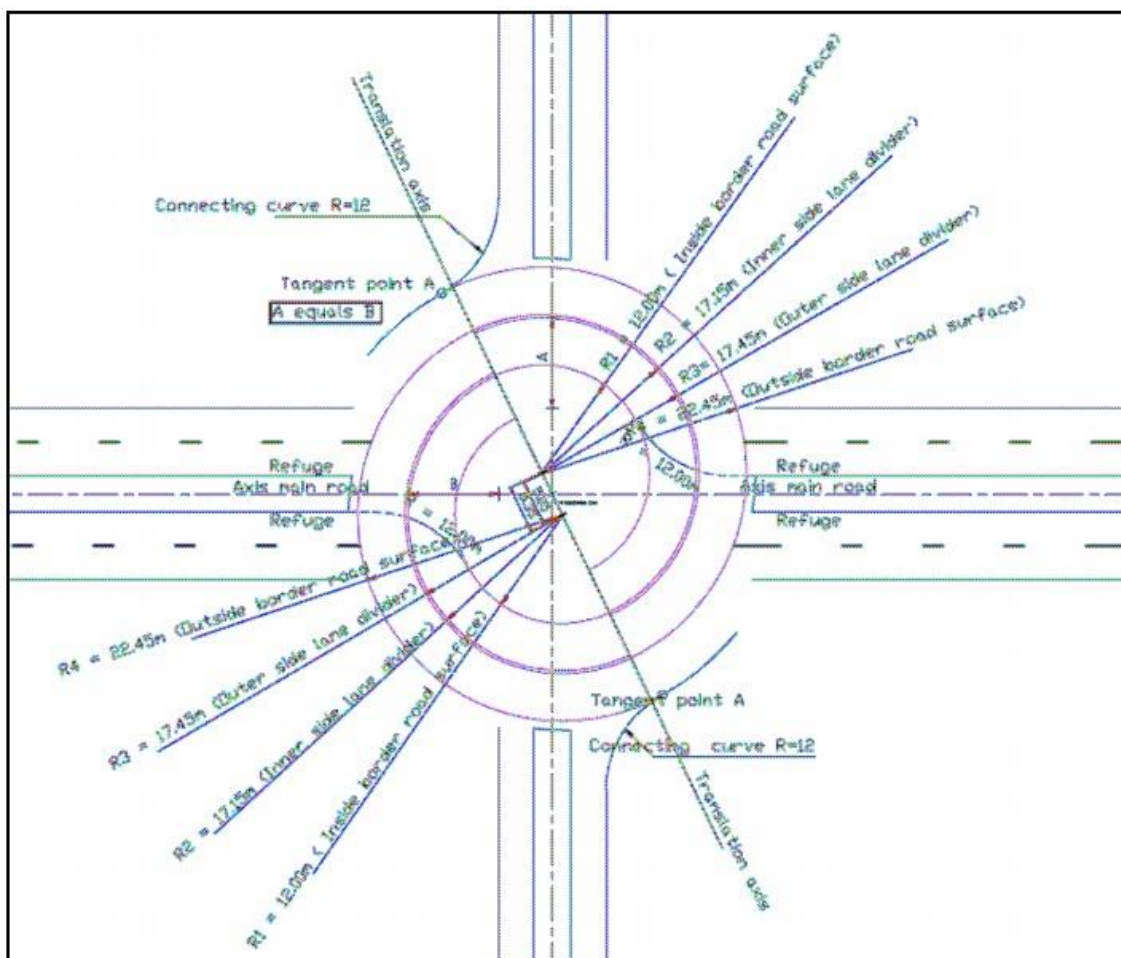 Translation axis
Connecting curve R=12
Tangent point A
A equals B
R1 12.00m ( Inside border road surface)
R2 = 17.15m (Inner side lane divider)
R3= 17.45m (Outer side lane divider)
= 22.45m (Outside border road surface)
A
12.00m
Refuge
Axis main road
Refuge
B
= 12.00m
Refuge
Axis main road
Refuge
R4 = 22.45m (Outside border road surface)
R3 = 17.45m (Outer side lane divider)
R2 = 17.15m (Inner side lane divider)
R1 = 12.00m ( Inside border road surface)
Tangent point A
Connecting curve R=12
Translation axis